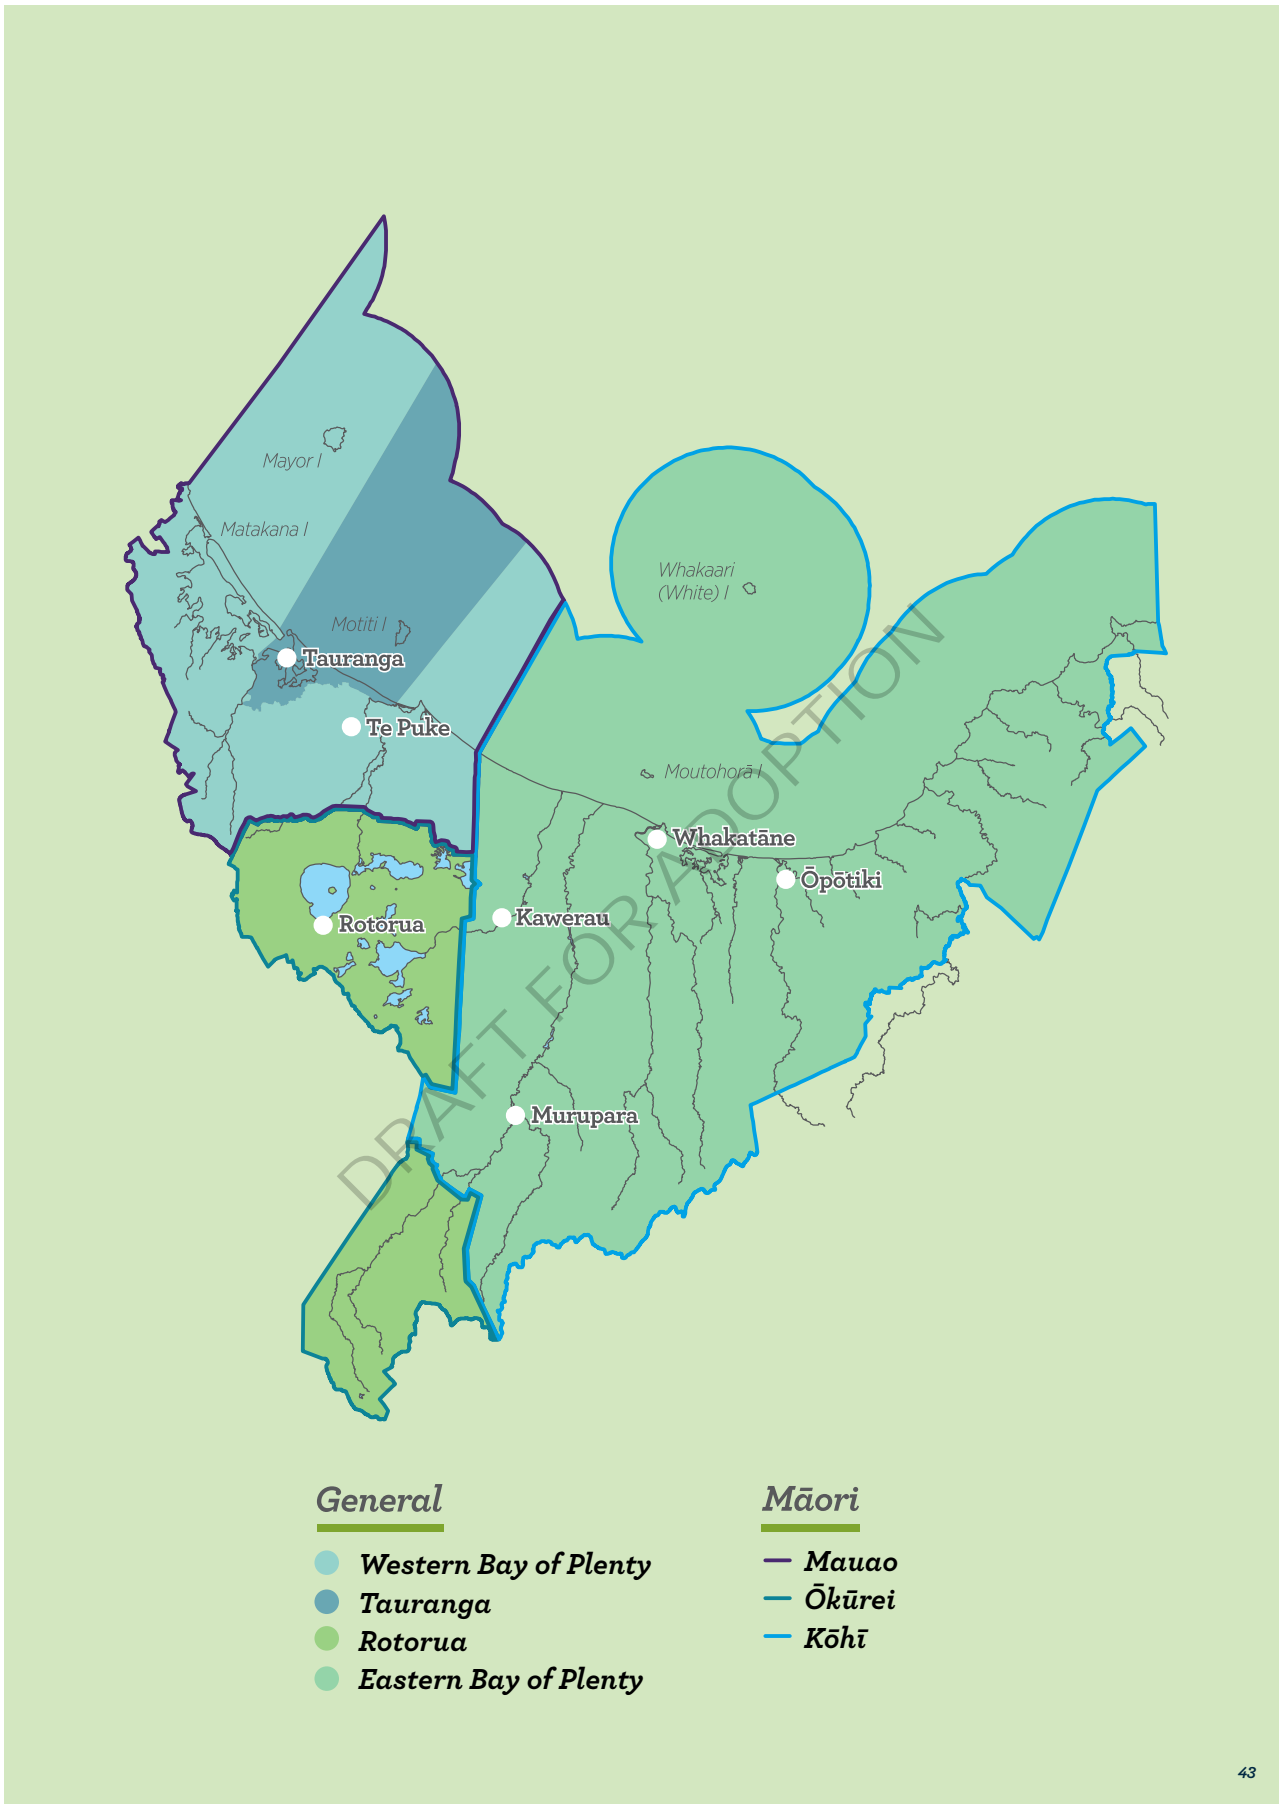 Mayor I
Matakana I
Whakaari
(White) I
Motiti I
Tauranga
Te Puke
Moutohorā I
Whakatāne
Ōpōtiki
Kawerau
Rotorua
Murupara
DRAFT FOR ADOPTION
General
Western Bay of Plenty
Tauranga
Rotorua
Eastern Bay of Plenty
Māori
Mauao
Ōkūrei
Kōhī
43